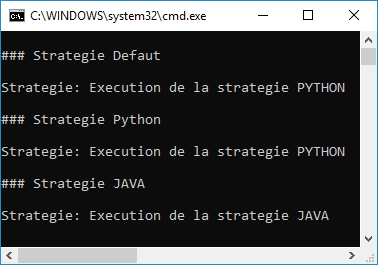 C:\WINDOWS\system32\cmd.exe
### Strategie Defaut
Strategie: Execution de la strategie PYTHON
### Strategie Python
Strategie: Execution de la strategie PYTHON
### Strategie JAVA
Strategie: Execution de la strategie JAVA